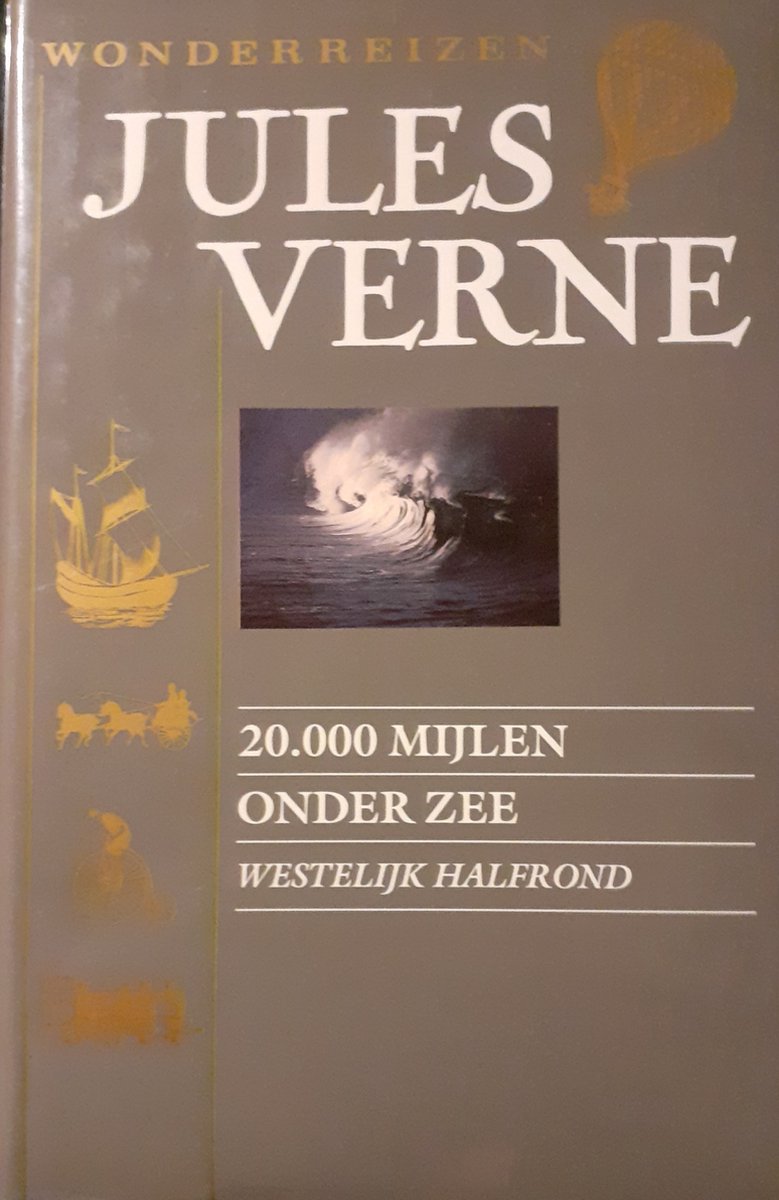 WONDERREIZEN
JULES
VERNE
20.000 MIJLEN
ONDER ZEE
WESTELIJK HALFROND